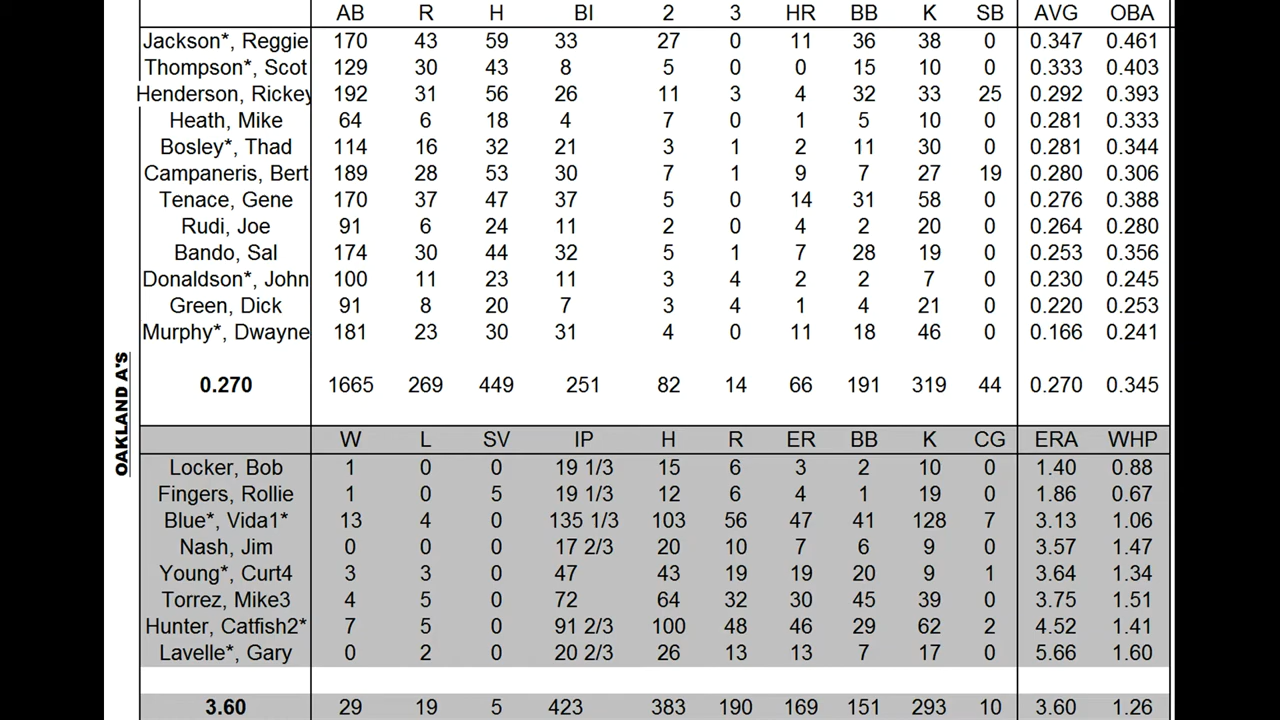 AB R H BI 2 3 HR BB K SB AVG OBA
Jackson*, Reggie 170 43 59 33 27 0 11 36 38 0 0.347 0.461
Thompson*, Scot 129 30 43 8 5 0 0 15 10 0 0.333 0.403
Henderson, Rickey 192 31 56 26 11 3 4 32 33 25 0.292 0.393
Heath, Mike 64 6 18 4 7 0 1 5 10 0 0.281 0.333
Bosley*, Thad 114 16 32 21 3 1 2 11 30 0 0.281 0.344
Campaneris, Bert 189 28 53 30 7 1 9 7 27 19 0.280 0.306
Tenace, Gene 170 37 47 37 5 0 14 31 58 0 0.276 0.388
Rudi, Joe 91 6 24 11 2 0 4 2 20 0 0.264 0.280
Bando, Sal 174 30 44 32 5 1 7 28 19 0 0.253 0.356
Donaldson*, John 100 11 23 11 3 4 2 2 7 0 0.230 0.245
Green, Dick 91 8 20 7 3 4 1 4 21 0 0.220 0.253
Murphy*, Dwayne 181 23 30 31 4 0 11 18 46 0 0.166 0.241
0.270 1665 269 449 251 82 14 66 191 319 44 0.270 0.345
OAKLAND A'S
W L SV IP H R ER BB K CG ERA WHP
Locker, Bob 1 0 0 19 1/3 15 6 3 2 10 0 1.40 0.88
Fingers, Rollie 1 0 5 19 1/3 12 6 4 1 19 0 1.86 0.67
Blue*, Vida1* 13 4 0 135 1/3 103 56 47 41 128 7 3.13 1.06
Nash, Jim 0 0 0 17 2/3 20 10 7 6 9 0 3.57 1.47
Young*, Curt4 3 3 0 47 43 19 19 20 9 1 3.64 1.34
Torrez, Mike3 4 5 0 72 64 32 30 45 39 0 3.75 1.51
Hunter, Catfish2* 7 5 0 91 2/3 100 48 46 29 62 2 4.52 1.41
Lavelle*, Gary 0 2 0 20 2/3 26 13 13 7 17 0 5.66 1.60
3.60 29 19 5 423 383 190 169 151 293 10 3.60 1.26